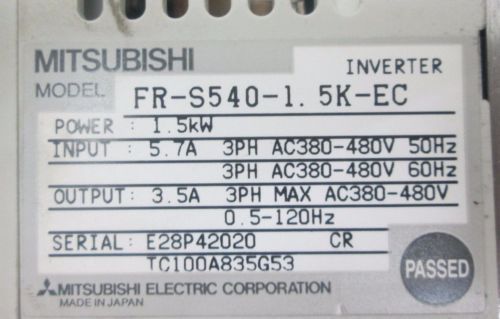 MITSUBISHI INVERTER
MODEL FR-S540-1.5K-EC
POWER : 1.5kW
INPUT : 5.7A 3PH AC380-480V 50Hz
3PH AC380-480V 60Hz
OUTPUT: 3.5A 3PH MAX AC380-480V
0.5-120Hz
SERIAL: E28P42020 CR
TC100A835G53
PASSED
MITSUBISHI ELECTRIC CORPORATION
MADE IN JAPAN